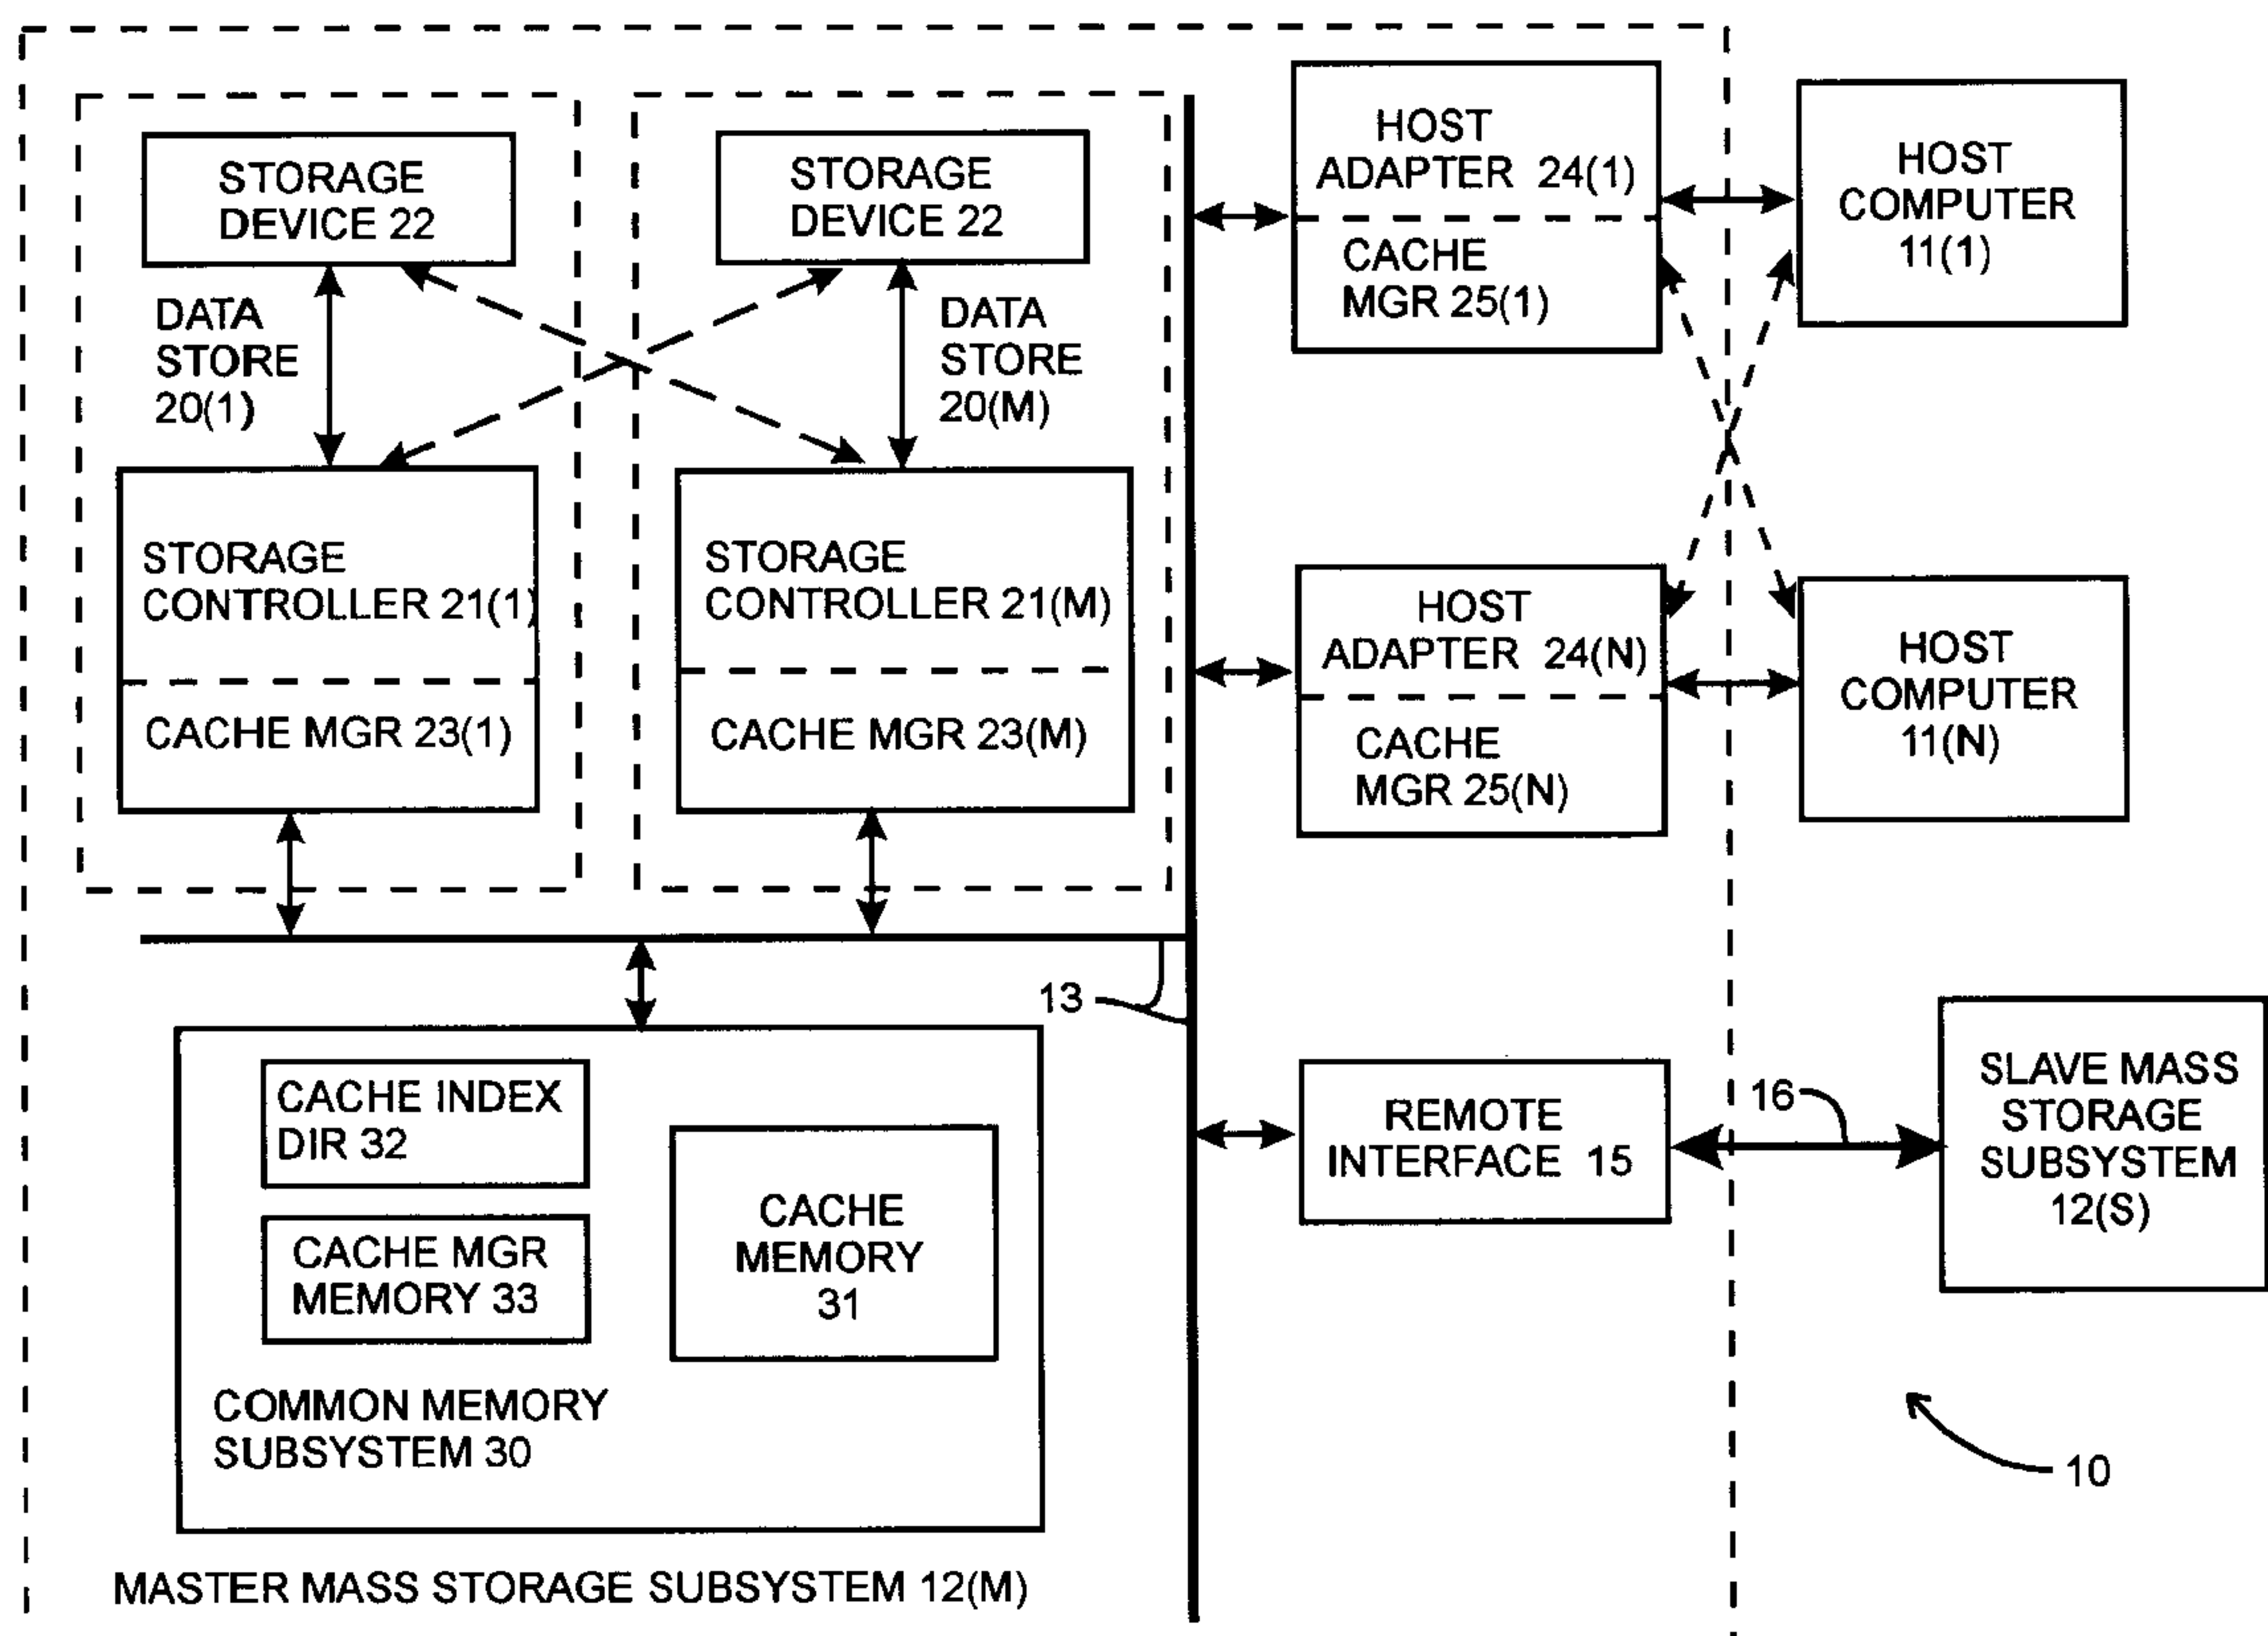 STORAGE
DEVICE 22
STORAGE
DEVICE 22
DATA
STORE
20(1)
DATA
STORE
20(M)
STORAGE
CONTROLLER 21(1)
CACHE MGR 23(1)
STORAGE
CONTROLLER 21(M)
CACHE MGR 23(M)
HOST
ADAPTER 24(1)
CACHE
MGR 25(1)
HOST
COMPUTER
11(1)
HOST
ADAPTER 24(N)
CACHE
MGR 25(N)
HOST
COMPUTER
11(N)
13
CACHE INDEX
DIR 32
CACHE MGR
MEMORY 33
CACHE
MEMORY
31
COMMON MEMORY
SUBSYSTEM 30
REMOTE
INTERFACE 15
16
SLAVE MASS
STORAGE
SUBSYSTEM
12(S)
10
MASTER MASS STORAGE SUBSYSTEM 12(M)